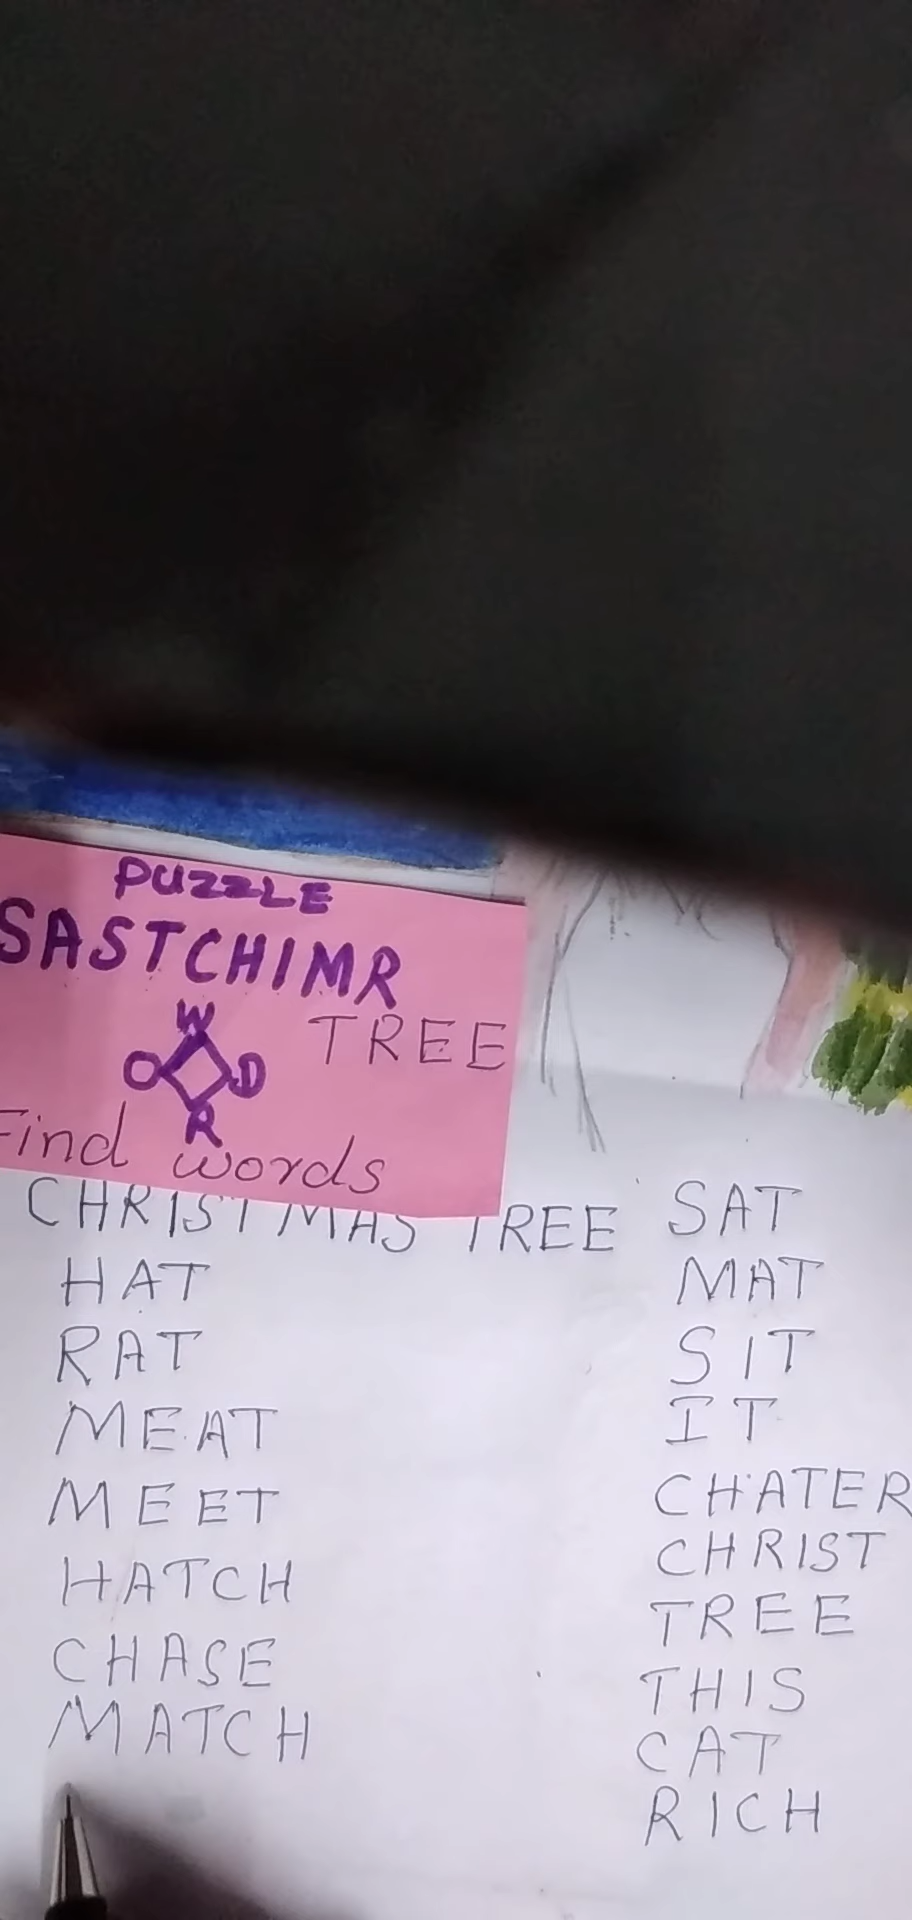 PUZZLE
SASTCHIMR
TREE
W
O D
R
Find words
CHRISTMAS TREE
HAT
RAT
MEAT
MEET
HATCH
CHASE
MATCH
SAT
MAT
SIT
IT
CHATER
CHRIST
TREE
THIS
CAT
RICH